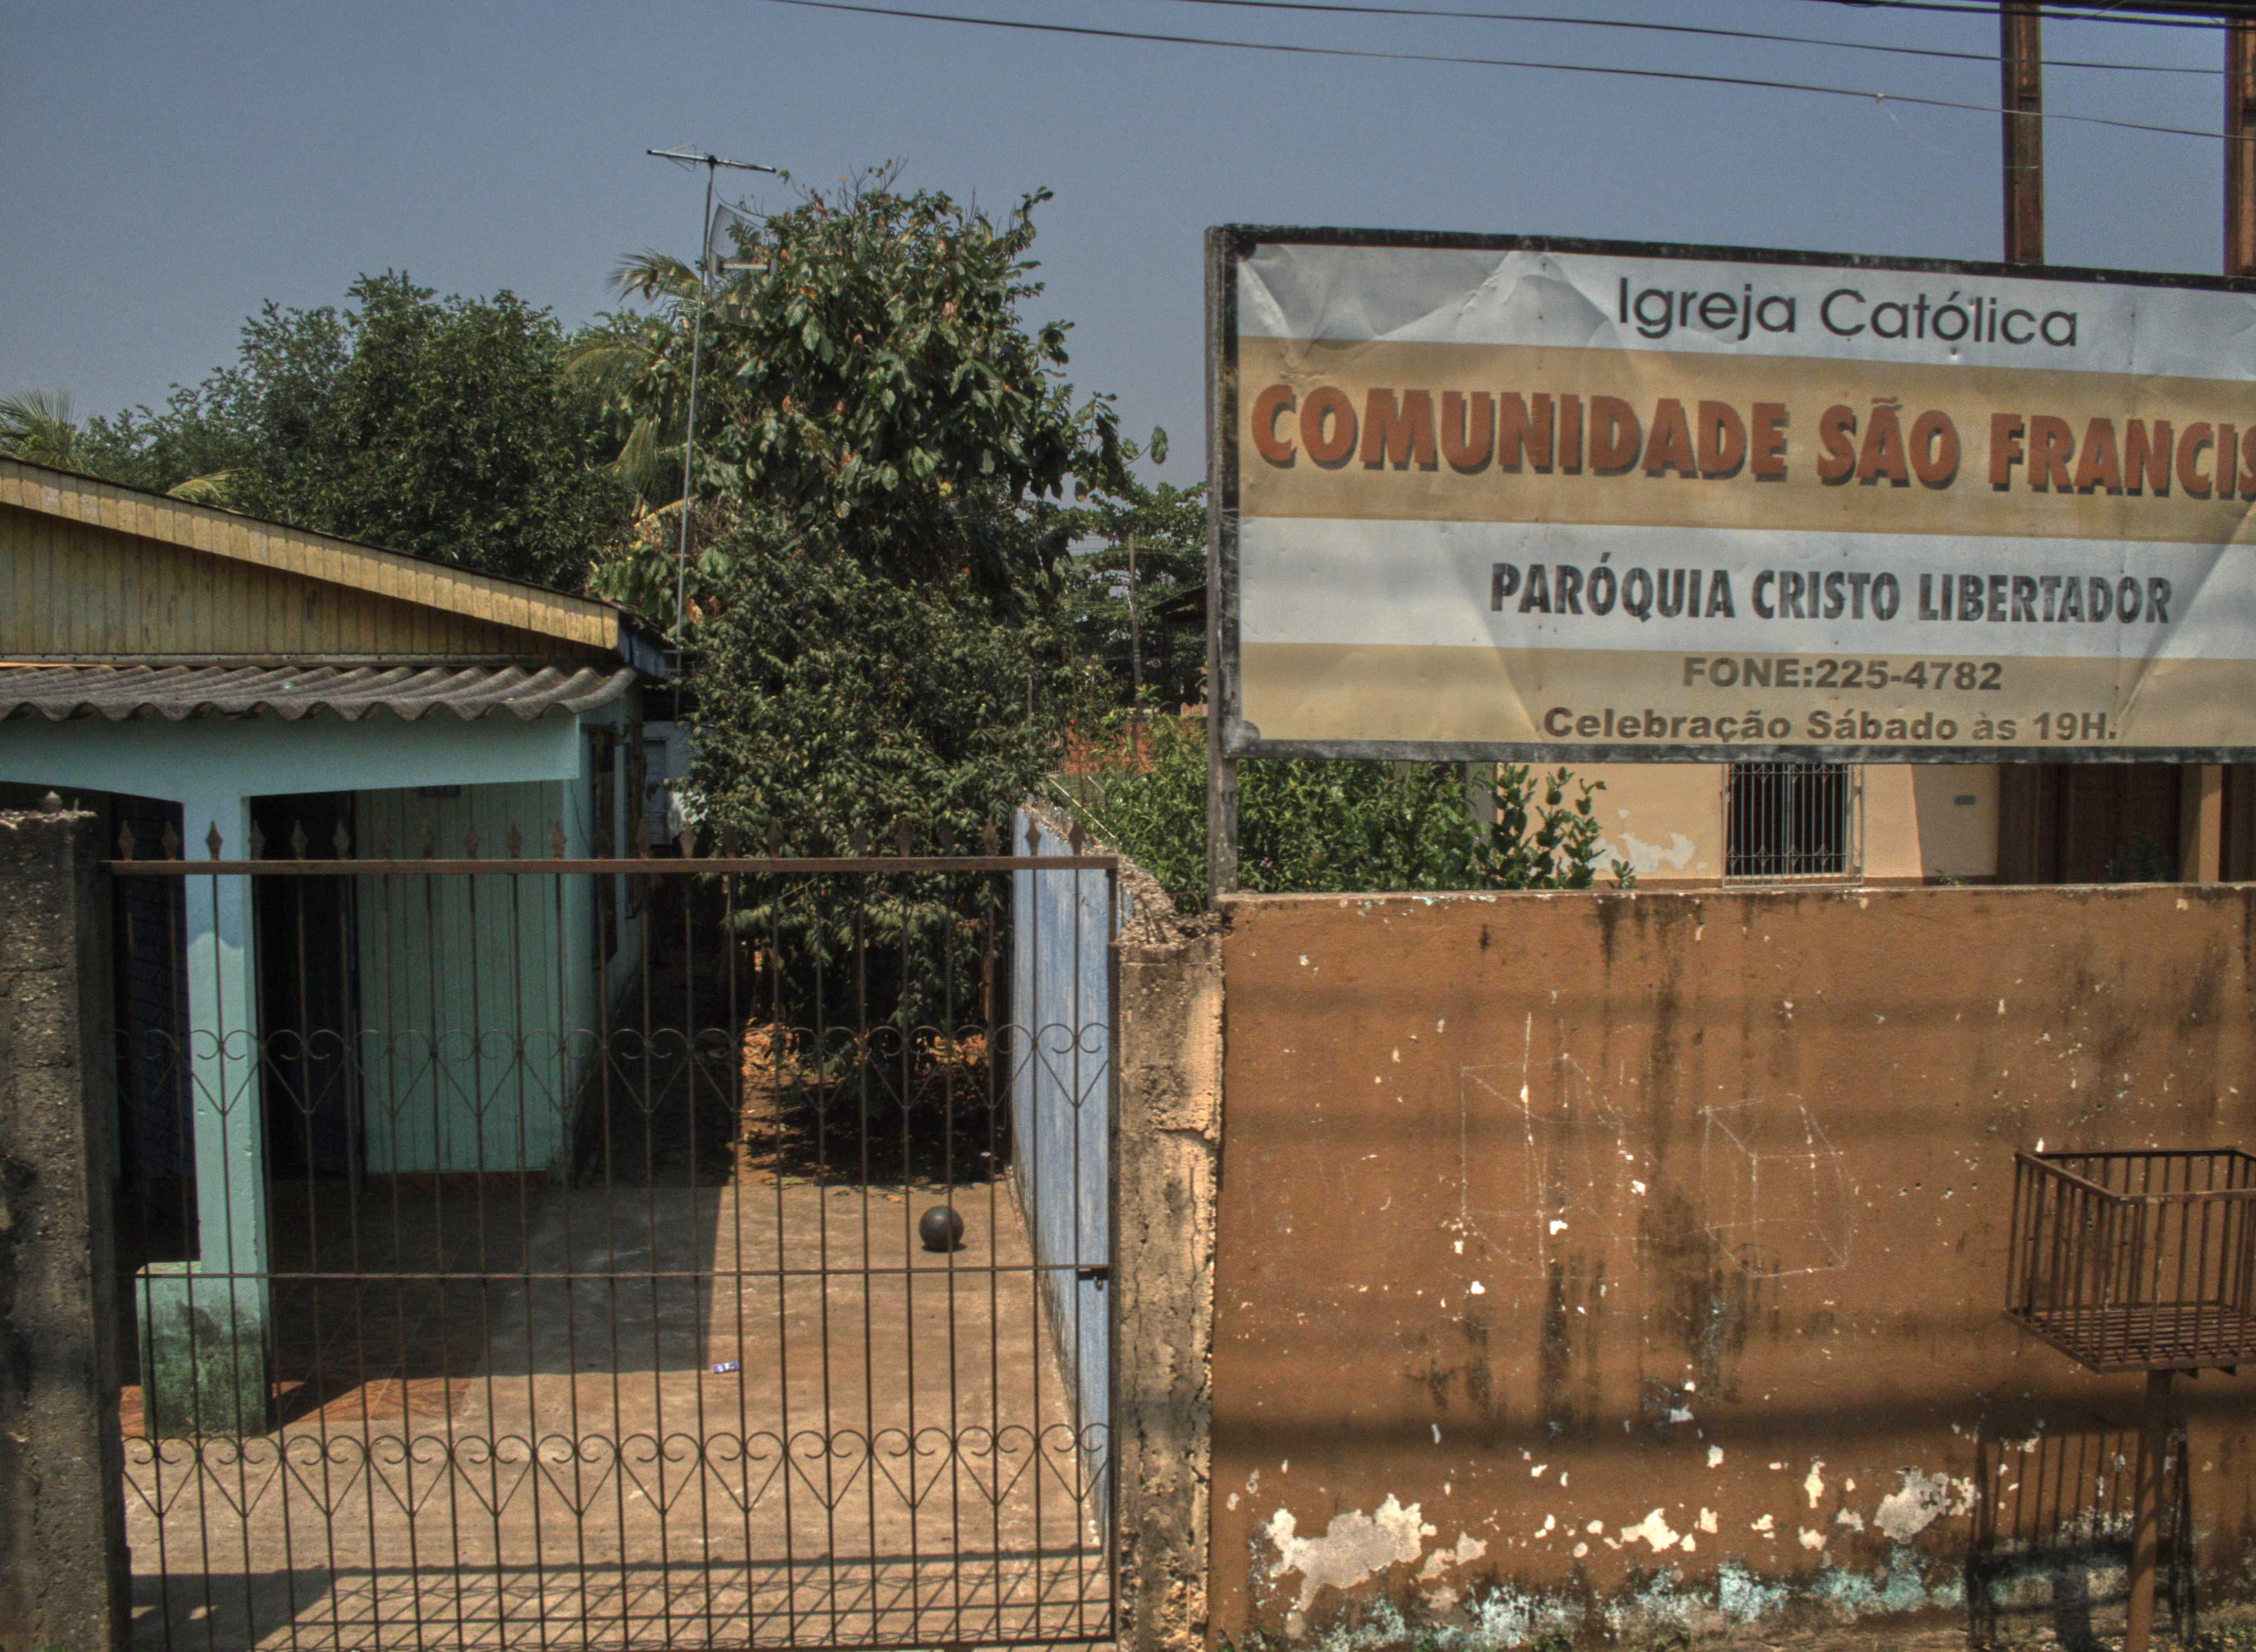 Igreja Católica
COMUNIDADE SÃO FRANCIS
PARÓQUIA CRISTO LIBERTADOR
FONE:225-4782
Celebração Sábado às 19H.